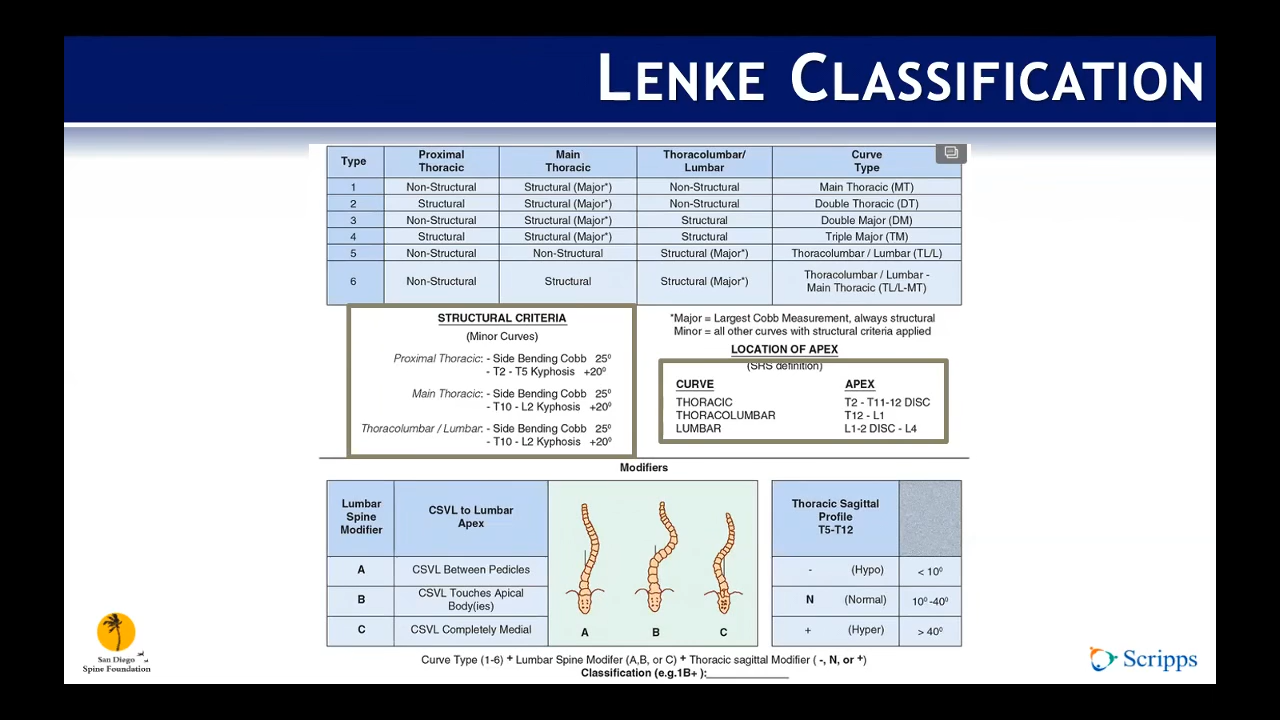 LENKE CLASSIFICATION
Type Proximal Thoracic Main Thoracic Thoracolumbar/ Lumbar Curve Type
1 Non-Structural Structural (Major*) Non-Structural Main Thoracic (MT)
2 Structural Structural (Major*) Non-Structural Double Thoracic (DT)
3 Non-Structural Structural (Major*) Structural Double Major (DM)
4 Structural Structural (Major*) Structural Triple Major (TM)
5 Non-Structural Non-Structural Structural (Major*) Thoracolumbar / Lumbar (TL/L)
6 Non-Structural Structural Structural (Major*) Thoracolumbar / Lumbar - Main Thoracic (TL/L-MT)
STRUCTURAL CRITERIA
(Minor Curves)
Proximal Thoracic: - Side Bending Cobb 25⁰
- T2 - T5 Kyphosis +20⁰
Main Thoracic: - Side Bending Cobb 25⁰
- T10 - L2 Kyphosis +20⁰
Thoracolumbar / Lumbar: - Side Bending Cobb 25⁰
- T10 - L2 Kyphosis +20⁰
*Major = Largest Cobb Measurement, always structural
Minor = all other curves with structural criteria applied
LOCATION OF APEX
(SRS definition)
CURVE APEX
THORACIC T2 - T11-12 DISC
THORACOLUMBAR T12 - L1
LUMBAR L1-2 DISC - L4
Modifiers
Lumbar Spine Modifier CSVL to Lumbar Apex
A CSVL Between Pedicles
B CSVL Touches Apical Body(ies)
C CSVL Completely Medial
A B C
Thoracic Sagittal Profile T5-T12
- (Hypo) < 10⁰
N (Normal) 10⁰ -40⁰
+ (Hyper) > 40⁰
Curve Type (1-6) + Lumbar Spine Modifer (A,B, or C) + Thoracic sagittal Modifier ( -, N, or +)
Classification (e.g.1B+ ):______________
San Diego
Spine Foundation
Scripps